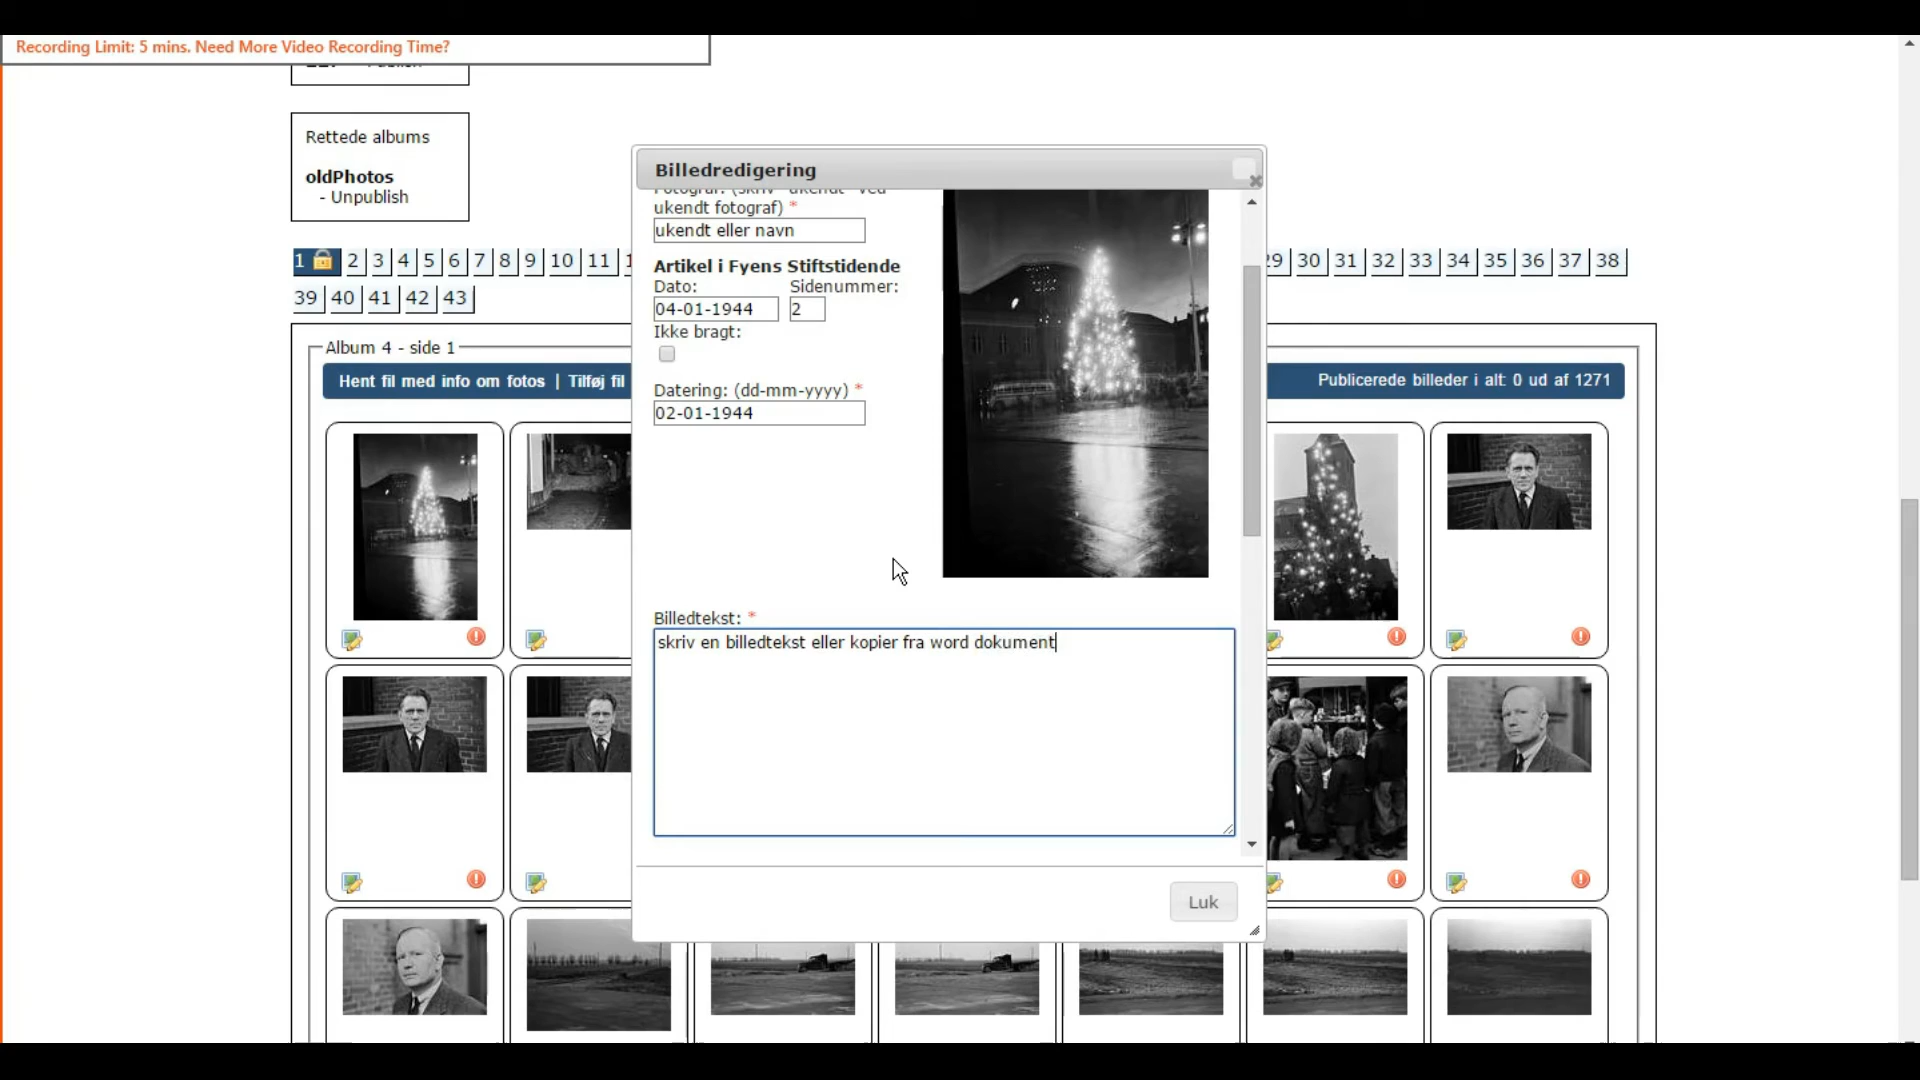 Recording Limit: 5 mins. Need More Video Recording Time?
Rettede albums
oldPhotos
- Unpublish
1 2 3 4 5 6 7 8 9 10 11
29 30 31 32 33 34 35 36 37 38
39 40 41 42 43
Album 4 - side 1
Hent fil med info om fotos | Tilføj fil
Publicerede billeder i alt: 0 ud af 1271
Billedredigering
ukendt fotograf) *
ukendt eller navn
Artikel i Fyens Stiftstidende
Dato: Sidenummer:
04-01-1944 2
Ikke bragt:
Datering: (dd-mm-yyyy) *
02-01-1944
Billedtekst: *
skriv en billedtekst eller kopier fra word dokument
Luk